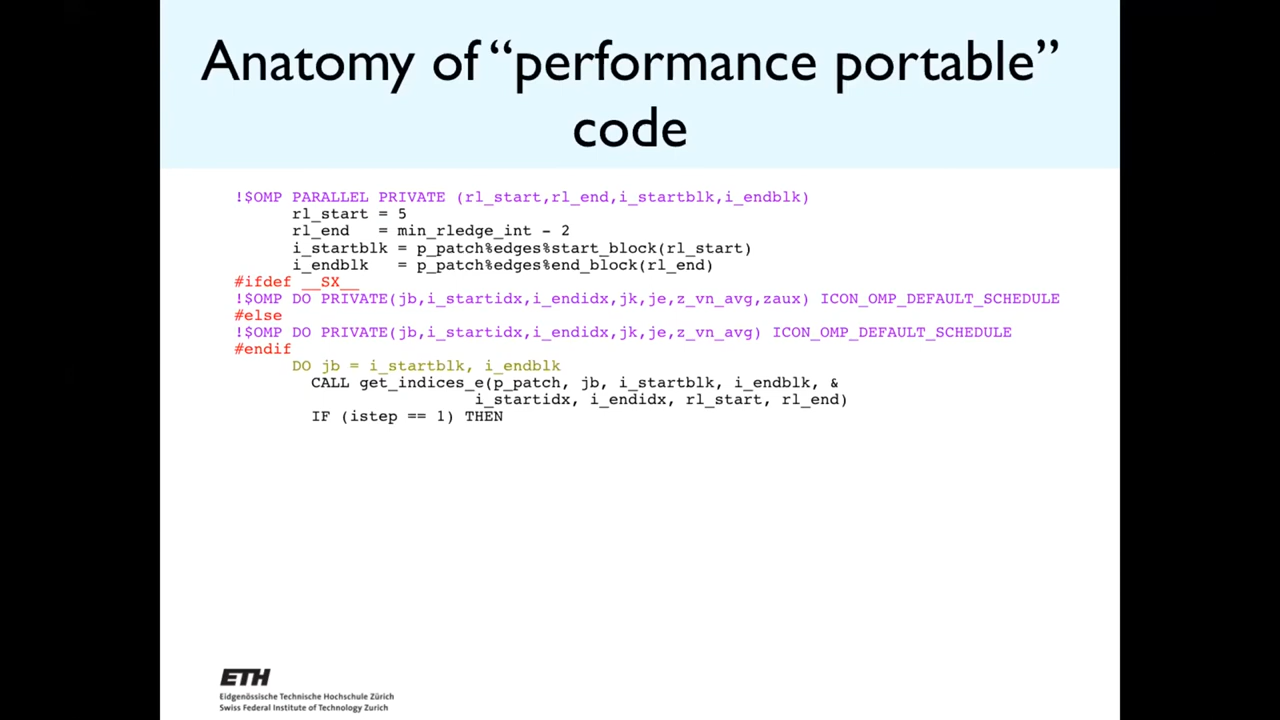 Anatomy of “performance portable”
code
!$OMP PARALLEL PRIVATE (rl_start,rl_end,i_startblk,i_endblk)
      rl_start = 5
      rl_end   = min_rledge_int - 2
      i_startblk = p_patch%edges%start_block(rl_start)
      i_endblk   = p_patch%edges%end_block(rl_end)
#ifdef __SX__
!$OMP DO PRIVATE(jb,i_startidx,i_endidx,jk,je,z_vn_avg,zaux) ICON_OMP_DEFAULT_SCHEDULE
#else
!$OMP DO PRIVATE(jb,i_startidx,i_endidx,jk,je,z_vn_avg) ICON_OMP_DEFAULT_SCHEDULE
#endif
      DO jb = i_startblk, i_endblk
        CALL get_indices_e(p_patch, jb, i_startblk, i_endblk, &
                         i_startidx, i_endidx, rl_start, rl_end)
        IF (istep == 1) THEN
ETH
Eidgenössische Technische Hochschule Zürich
Swiss Federal Institute of Technology Zurich